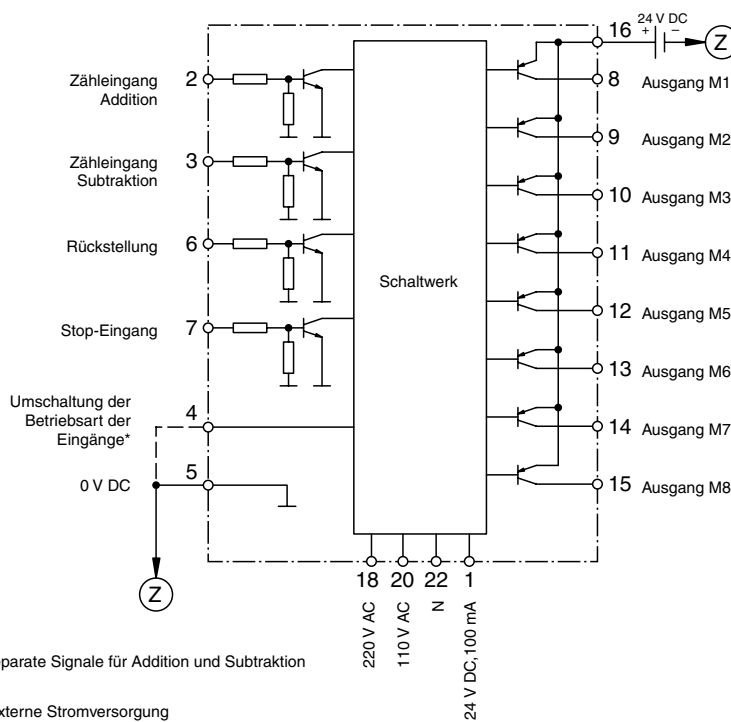 16
24 V DC
+ −
Z
Zähleingang
Addition
2
8 Ausgang M1
9 Ausgang M2
Zähleingang
Subtraktion
3
10 Ausgang M3
Rückstellung
6
11 Ausgang M4
Schaltwerk
12 Ausgang M5
Stop-Eingang
7
13 Ausgang M6
Umschaltung der
Betriebsart der
Eingänge*
4
14 Ausgang M7
0 V DC
5
15 Ausgang M8
Z
18 20 22 1
220 V AC
110 V AC
N
24 V DC,100 mA
Signale für Addition und Subtraktion
Stromversorgung